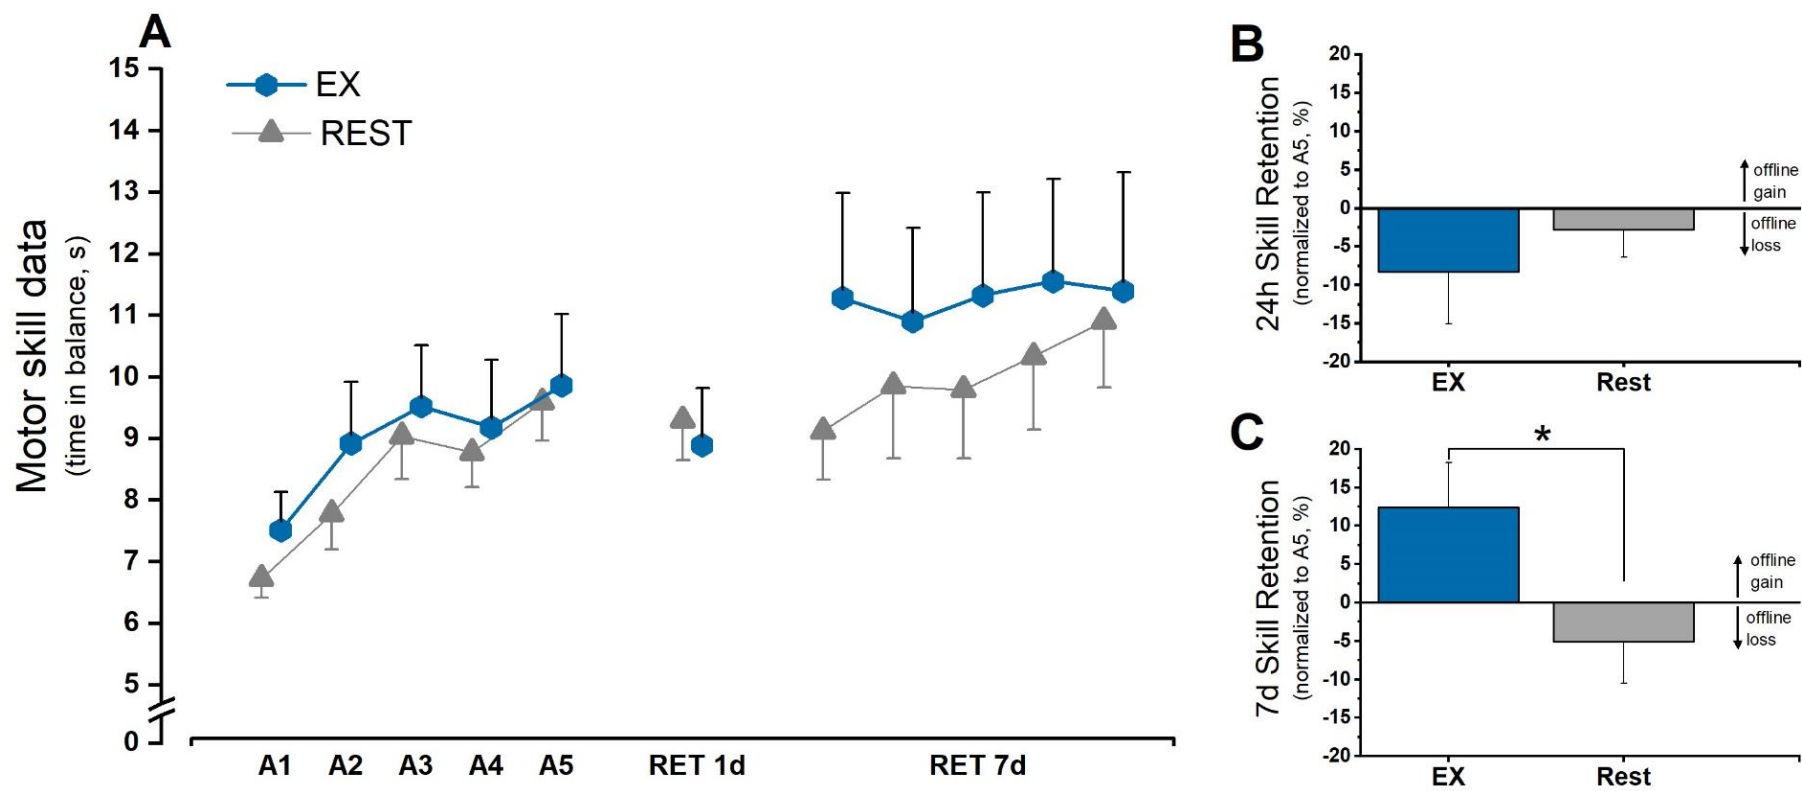 A
15
14
13
12
11
10
9
8
7
6
5
0
Motor skill data
(time in balance, s)
EX
REST
A1 A2 A3 A4 A5 RET 1d RET 7d
B
20
15
10
5
0
-5
-10
-15
-20
24h Skill Retention
(normalized to A5, %)
offline
gain
offline
loss
EX Rest
C
20
15
10
5
0
-5
-10
-15
-20
7d Skill Retention
(normalized to A5, %)
*
offline
gain
offline
loss
EX Rest